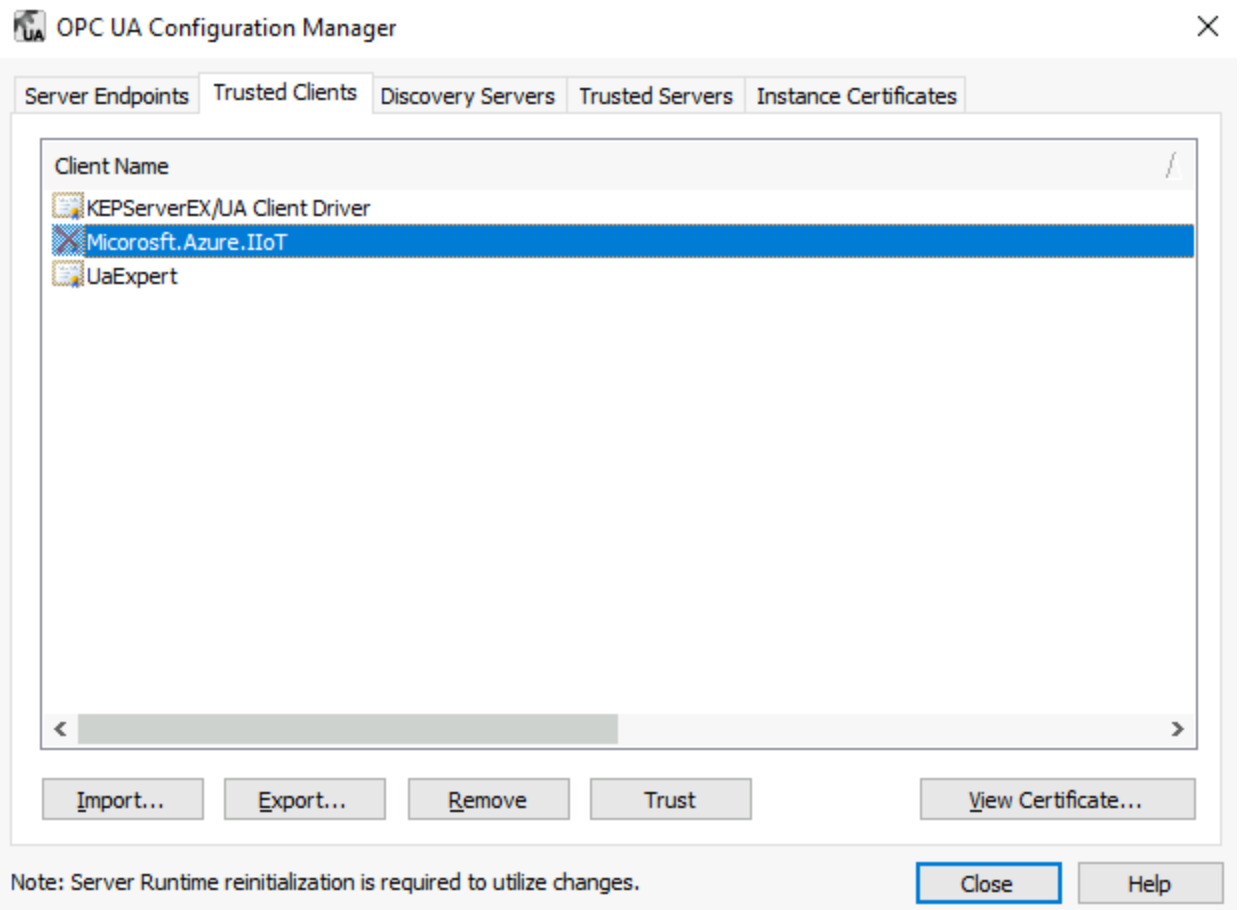 OPC UA Configuration Manager
Server Endpoints Trusted Clients Discovery Servers Trusted Servers Instance Certificates
Client Name
KEPServerEX/UA Client Driver
Micorosft.Azure.IIoT
UaExpert
Import... Export... Remove Trust View Certificate...
Note: Server Runtime reinitialization is required to utilize changes.
Close Help